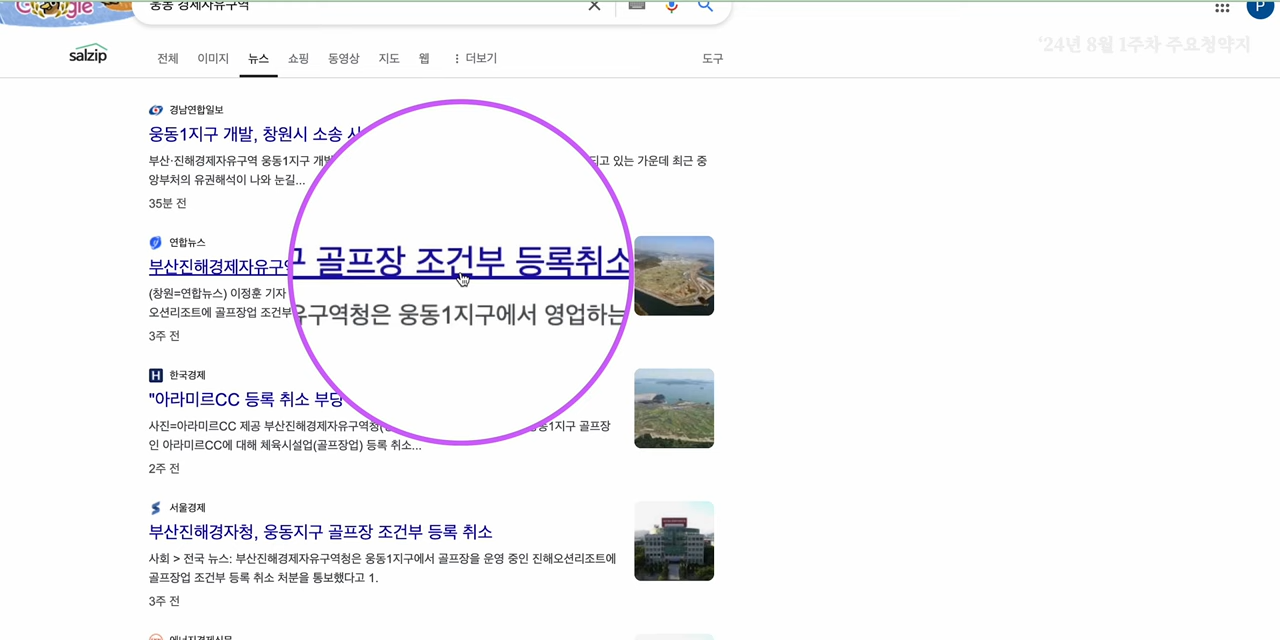 Google
웅동 경제자유구역
P
'24년 8월 1주차 주요청약지
salzip
전체 이미지 뉴스 쇼핑 동영상 지도 웹 더보기 도구
경남연합일보
웅동1지구 개발, 창원시 소송
부산·진해경제자유구역 웅동1지구 되고 있는 가운데 최근 중
앙부처의 유권해석이 나와 눈길...
35분 전
연합뉴스
부산진해경제자유구역
구 골프장 조건부 등록취소
(창원=연합뉴스) 이정훈 기자
유구역청은 웅동1지구에서 영업하는
오션리조트에 골프장업 조건부
3주 전
한국경제
"아라미르CC 등록 취소 부당
사진=아라미르CC 제공 부산진해경제자유구역청 웅동1지구 골프장
인 아라미르CC에 대해 체육시설업(골프장업) 등록 취소...
2주 전
서울경제
부산진해경자청, 웅동지구 골프장 조건부 등록 취소
사회 > 전국 뉴스: 부산진해경제자유구역청은 웅동1지구에서 골프장을 운영 중인 진해오션리조트에
골프장업 조건부 등록 취소 처분을 통보했다고 1.
3주 전
에너지경제신문